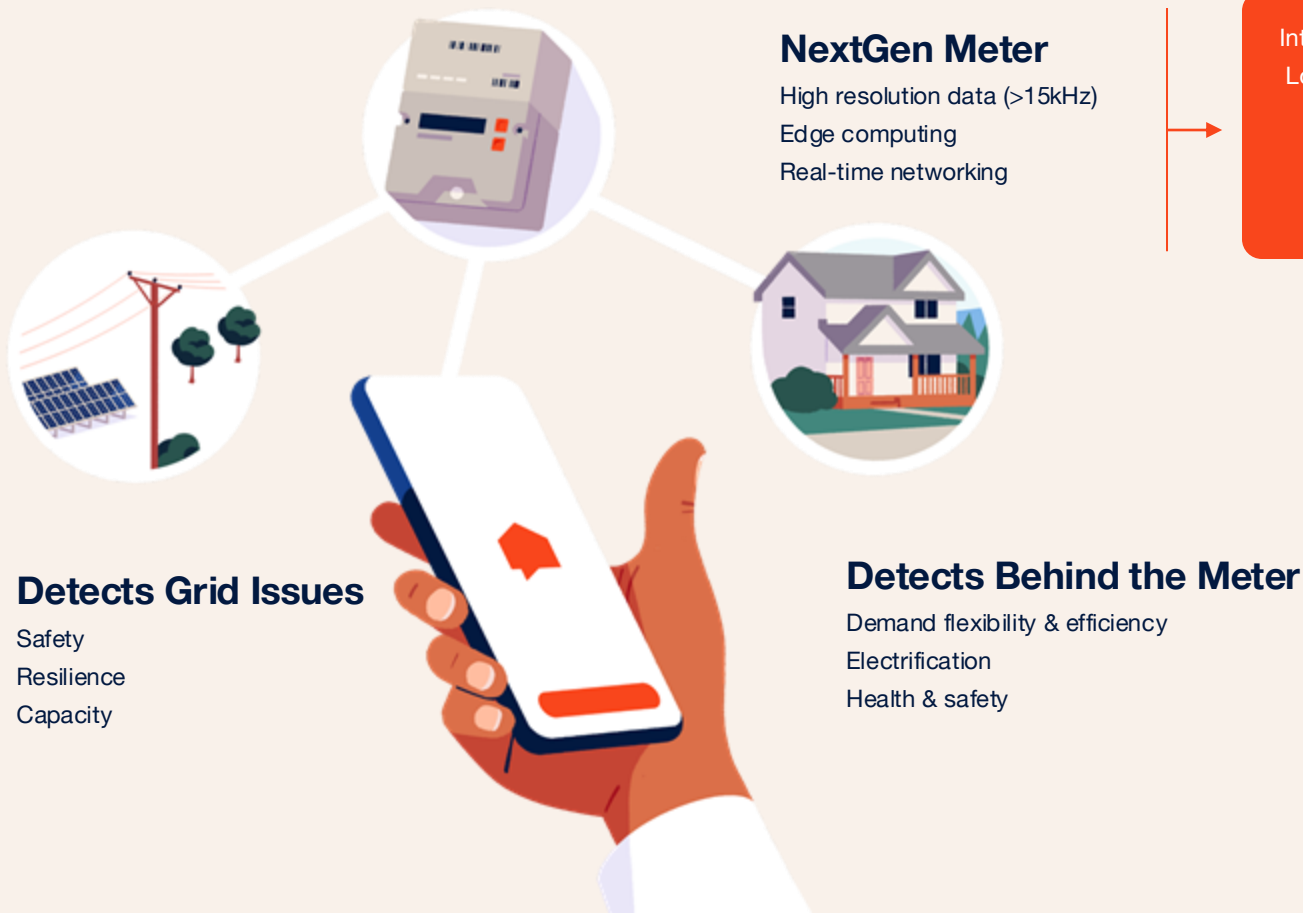 NextGen Meter
High resolution data (>15kHz)
Edge computing
Real-time networking
Detects Grid Issues
Safety
Resilience
Capacity
Detects Behind the Meter
Demand flexibility & efficiency
Electrification
Health & safety